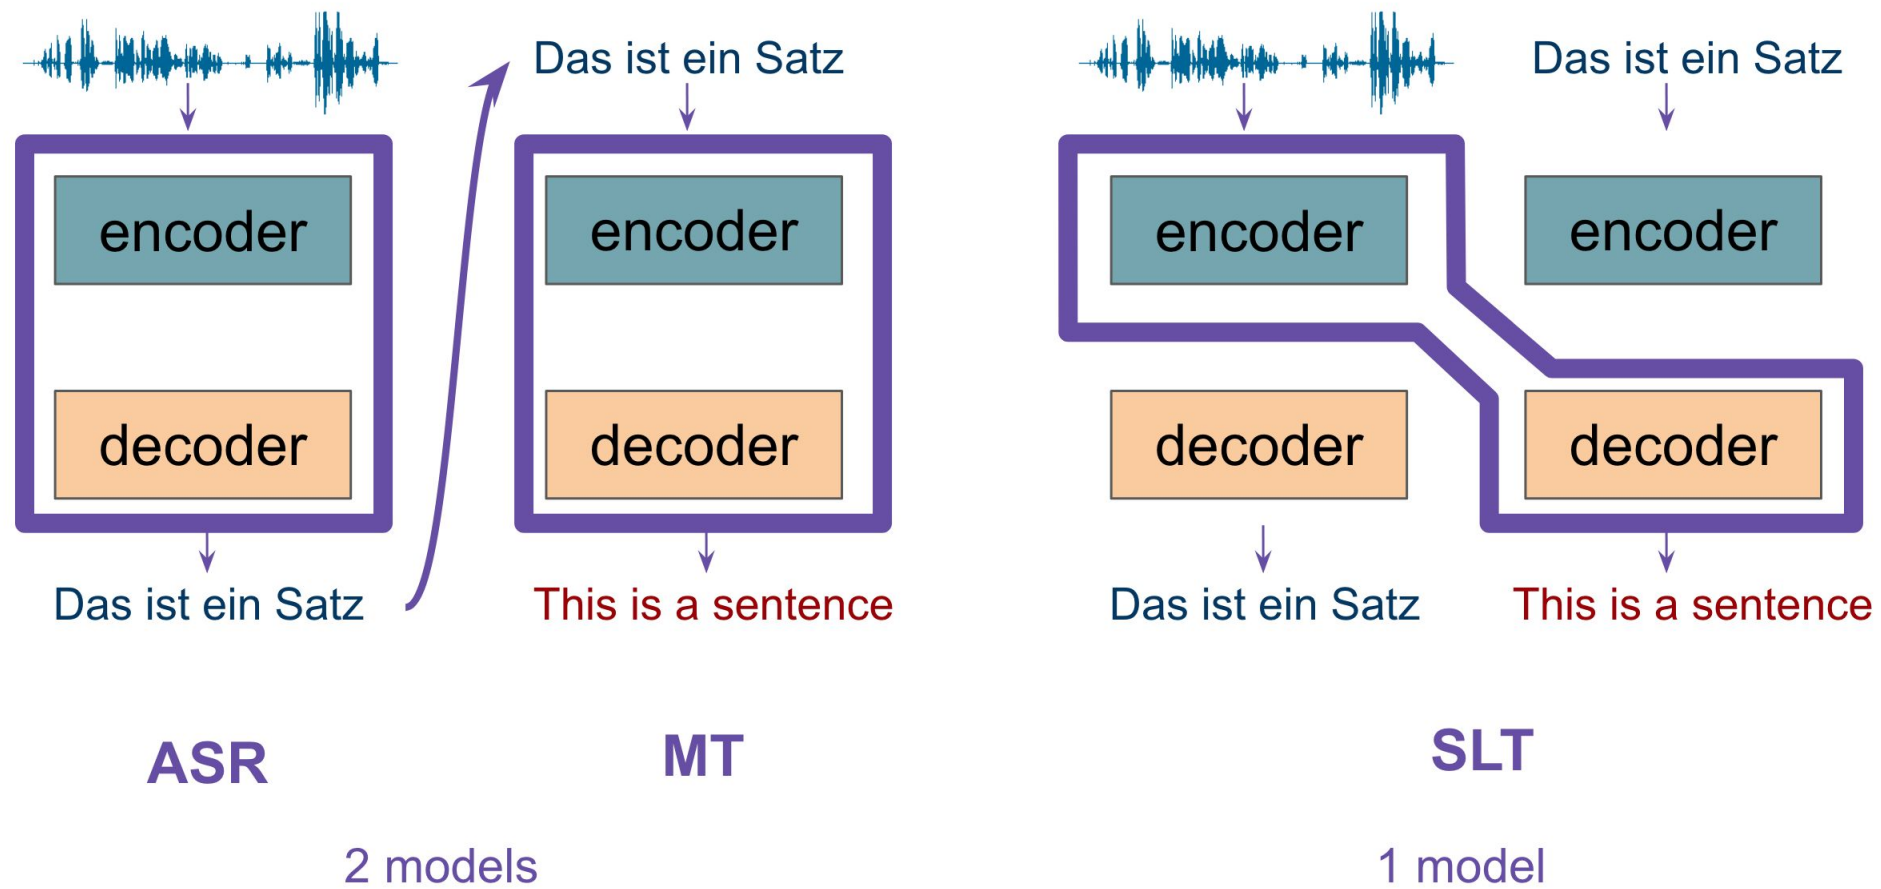 Das ist ein Satz
encoder
encoder
decoder
decoder
Das ist ein Satz
This is a sentence
ASR
MT
2 models
Das ist ein Satz
encoder
encoder
decoder
decoder
Das ist ein Satz
This is a sentence
SLT
1 model